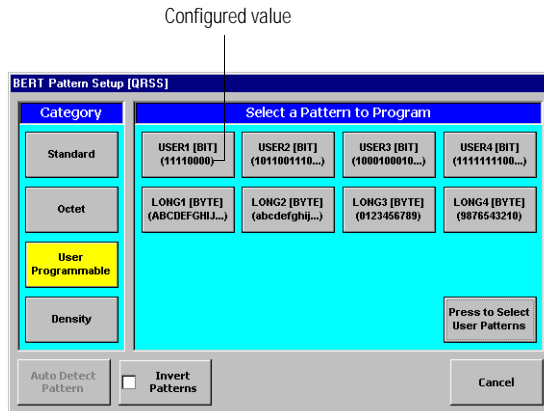 Configured value
BERT Pattern Setup [QRSS]
Category
Select a Pattern to Program
Standard
USER1 [BIT]
(11110000)
USER2 [BIT]
(1011001110...)
USER3 [BIT]
(1000100010...)
USER4 [BIT]
(1111111100...)
Octet
LONG1 [BYTE]
(ABCDEFGHIJ...)
LONG2 [BYTE]
(abcdefghij...)
LONG3 [BYTE]
(0123456789)
LONG4 [BYTE]
(9876543210)
User
Programmable
Density
Press to Select
User Patterns
Auto Detect
Pattern
Invert
Patterns
Cancel